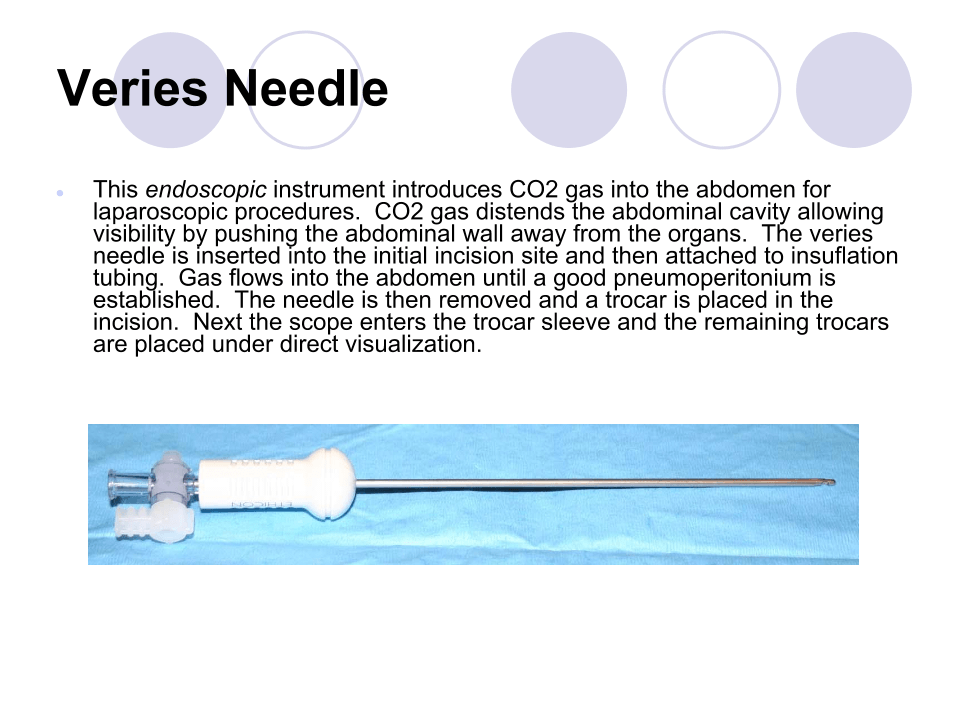 Veries Needle
This endoscopic instrument introduces CO2 gas into the abdomen for
laparoscopic procedures.  CO2 gas distends the abdominal cavity allowing
visibility by pushing the abdominal wall away from the organs.  The veries
needle is inserted into the initial incision site and then attached to insuflation
tubing.  Gas flows into the abdomen until a good pneumoperitonium is
established.  The needle is then removed and a trocar is placed in the
incision.  Next the scope enters the trocar sleeve and the remaining trocars
are placed under direct visualization.
ETHICON